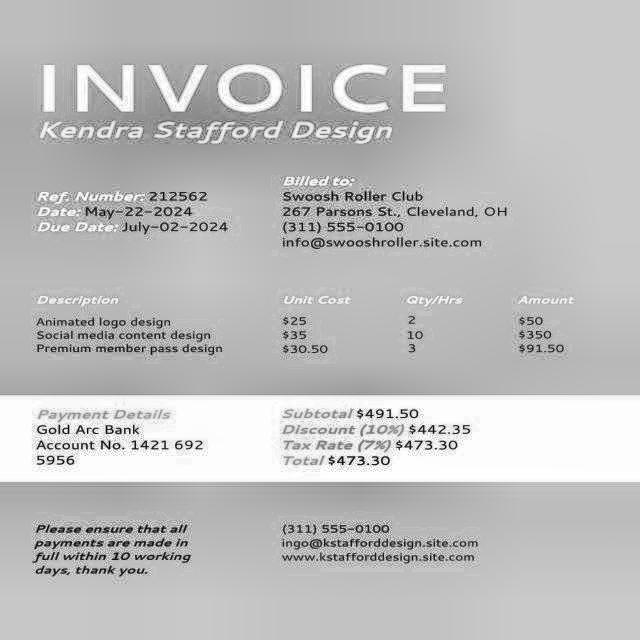 INVOICE
Kendra Stafford Design
Billed to:
Ref. Number: 212562
Swoosh Roller Club
Date: May-22-2024
267 Parsons St., Cleveland, OH
Due Date: July-02-2024
(311) 555-0100
info@swooshroller.site.com
Description Unit Cost Qty/Hrs Amount
Animated logo design $25 2 $50
Social media content design $35 10 $350
Premium member pass design $30.50 3 $91.50
Payment Details
Gold Arc Bank
Account No. 1421 692
5956
Subtotal $491.50
Discount (10%) $442.35
Tax Rate (7%) $473.30
Total $473.30
Please ensure that all
payments are made in
full within 10 working
days, thank you.
(311) 555-0100
ingo@kstafforddesign.site.com
www.kstafforddesign.site.com